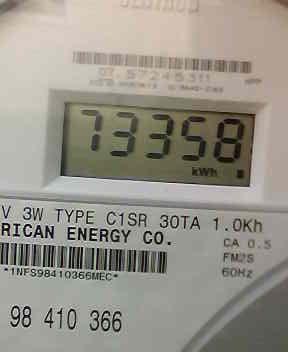 73358
kWh
V 3W TYPE C1SR 30TA 1.0Kh
RICAN ENERGY CO.
CA 0.5
FM2S
60Hz
*1NFS98410366MEC*
98 410 366